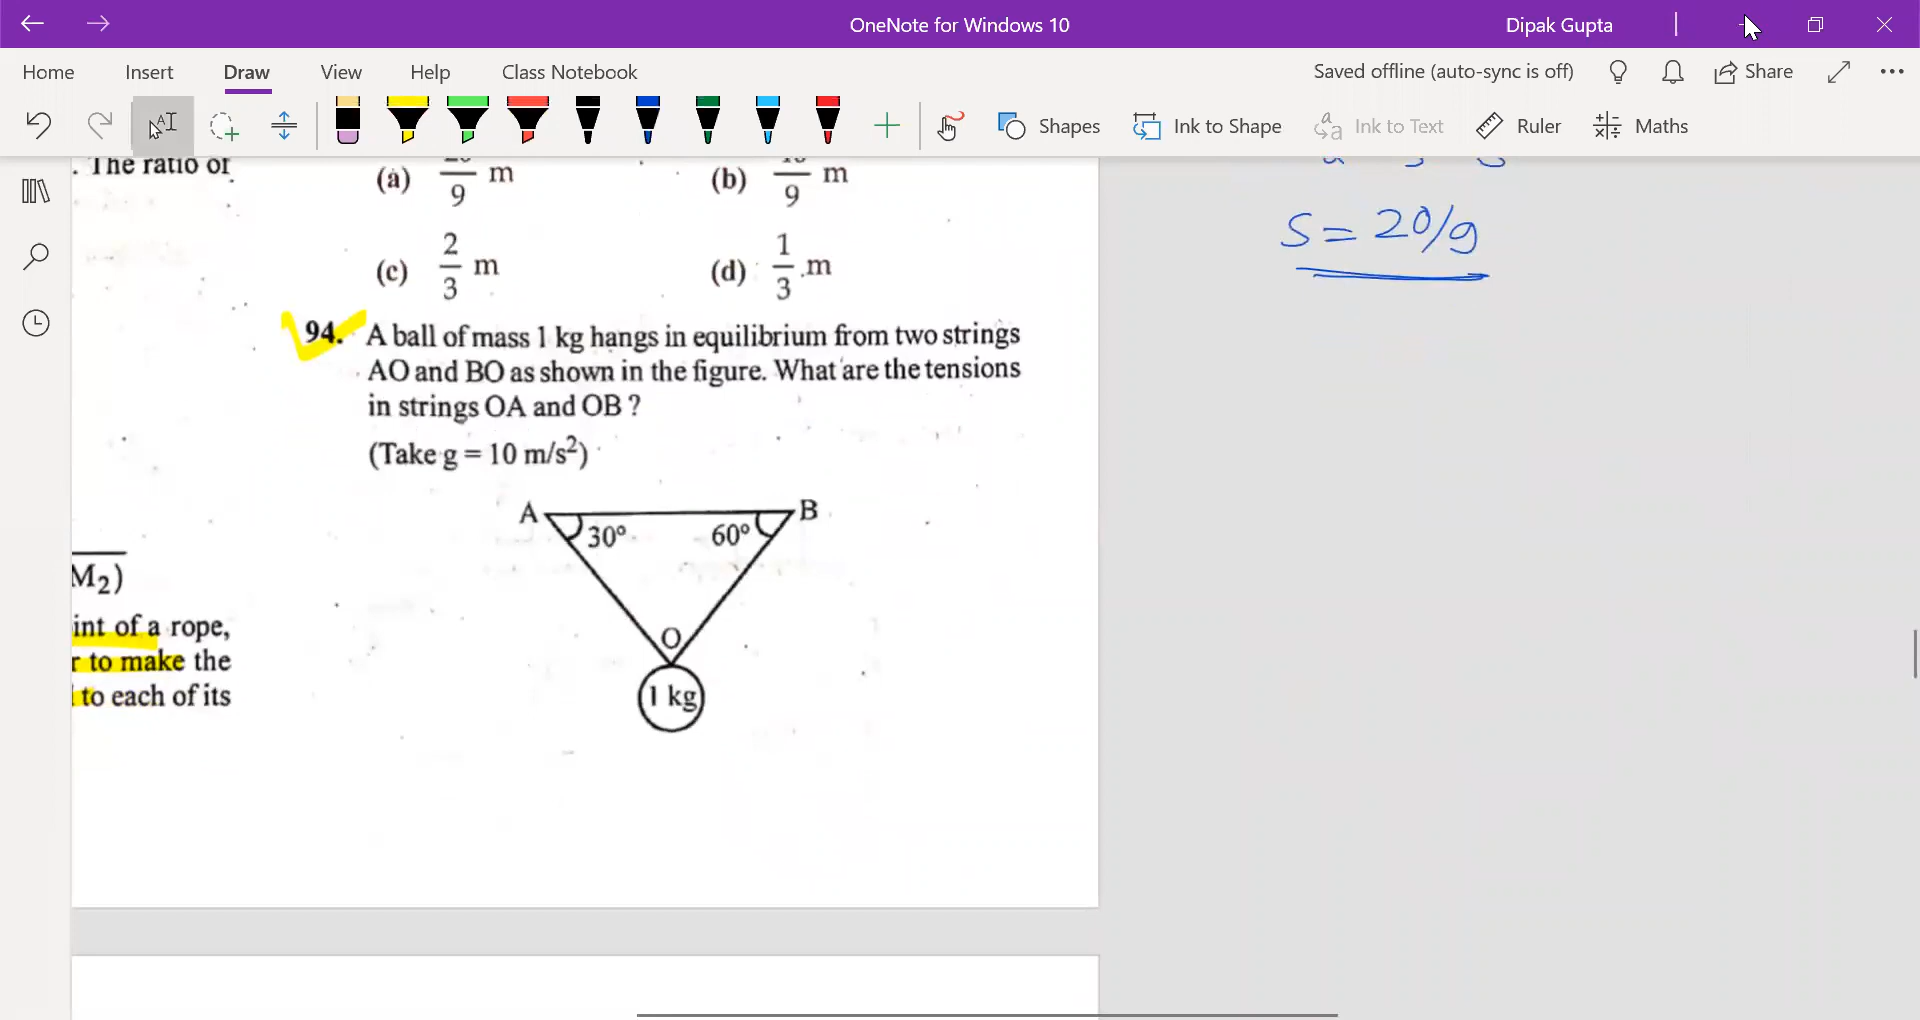 OneNote for Windows 10
Dipak Gupta
Home Insert Draw View Help Class Notebook
Saved offline (auto-sync is off) Share
Shapes Ink to Shape Ink to Text Ruler Maths
. The ratio of
(a) 9 m (b) 9 m
S = 20/9
(c) 2/3 m (d) 1/3 m
94. A ball of mass 1 kg hangs in equilibrium from two strings
AO and BO as shown in the figure. What are the tensions
in strings OA and OB ?
(Take g = 10 m/s²)
A B
30° 60°
O
1 kg
M₂)
int of a rope,
r to make the
to each of its